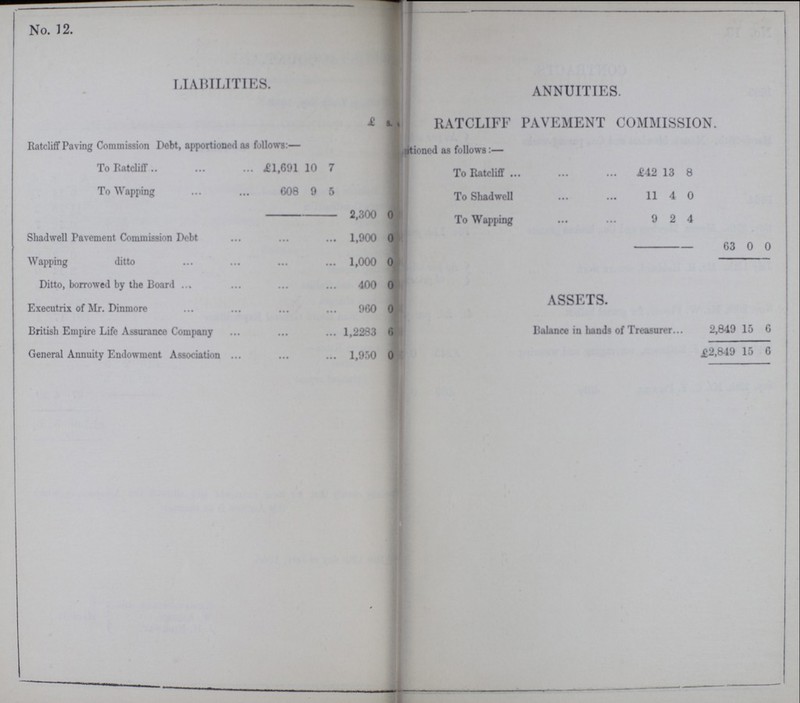 No. 12.
LIABILITIES.
£ s.
Ratcliff Paving Commission Debt, apportioned as follows:—
To Ratcliff .. ... ... £1,691 10 7
To Wapping ... ... 608 9 5
2,300 0
Shadwell Pavement Commission Debt ... ... ... 1,900 0
Wapping ditto ... ... ... ... 1,000 0
Ditto, borrowed by the Board ... ... ... ... 400 0
Executrix of Mr. Dinmore ... ... ... ... 960 0
British Empire Life Assurance Company ... ... ... 1,2283 6
General Annuity Endowment Association ... ... ... 1,950 0
ANNUITIES.
RATCLIFF PAVEMENT COMMISSION.
tioned as follows:—
To Ratcliff ... ... ... £42 13 8
To Shadwell ... ... 11 4 0
To Wapping ... ... 9 2 4
63 0 0
ASSETS.
Balance in hands of Treasurer... 2,849 15 6
£2,849 15 6